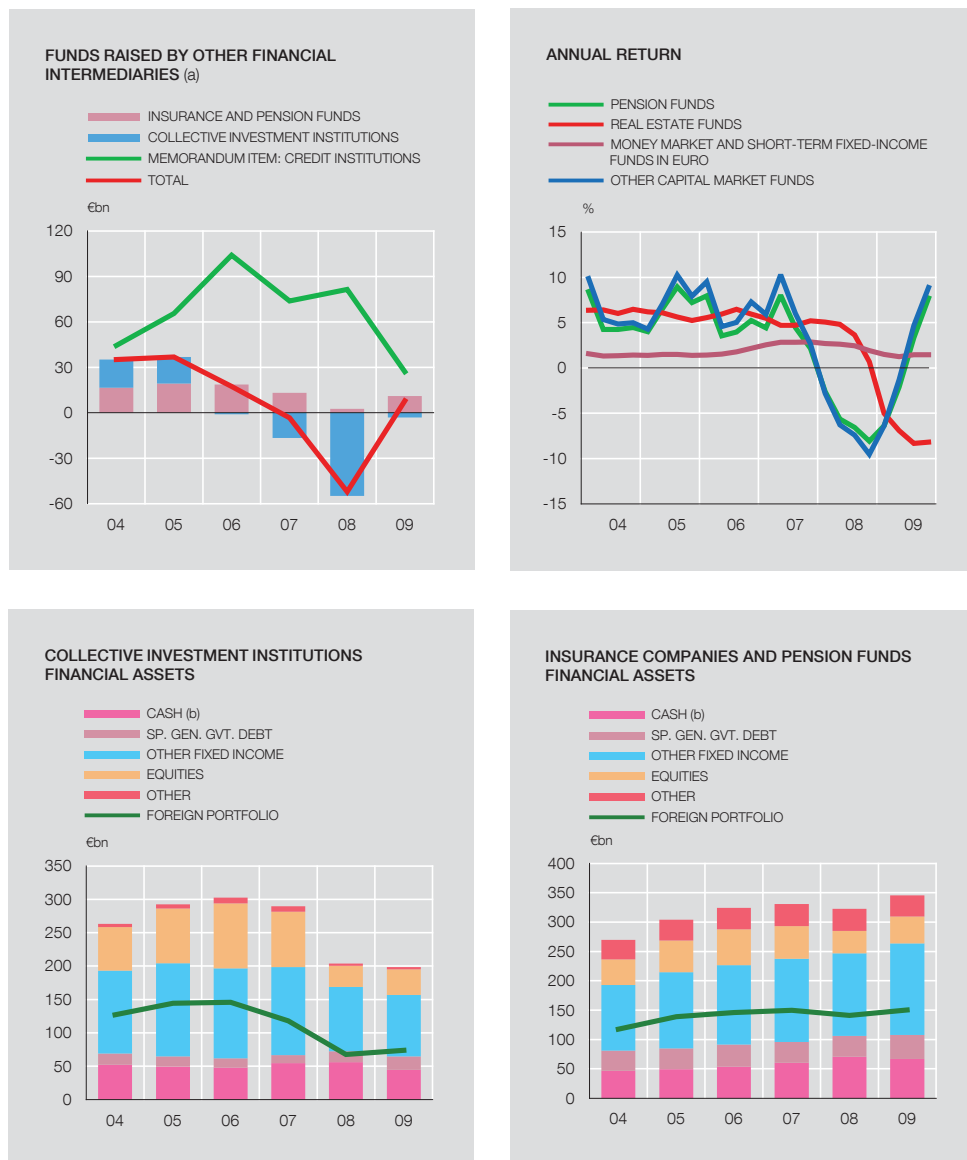 FUNDS RAISED BY OTHER FINANCIAL
INTERMEDIARIES (a)
INSURANCE AND PENSION FUNDS
COLLECTIVE INVESTMENT INSTITUTIONS
MEMORANDUM ITEM: CREDIT INSTITUTIONS
TOTAL
€bn
120
90
60
30
0
-30
-60
04 05 06 07 08 09
ANNUAL RETURN
PENSION FUNDS
REAL ESTATE FUNDS
MONEY MARKET AND SHORT-TERM FIXED-INCOME
FUNDS IN EURO
OTHER CAPITAL MARKET FUNDS
%
15
10
5
0
-5
-10
-15
04 05 06 07 08 09
COLLECTIVE INVESTMENT INSTITUTIONS
FINANCIAL ASSETS
CASH (b)
SP. GEN. GVT. DEBT
OTHER FIXED INCOME
EQUITIES
OTHER
FOREIGN PORTFOLIO
€bn
350
300
250
200
150
100
50
0
04 05 06 07 08 09
INSURANCE COMPANIES AND PENSION FUNDS
FINANCIAL ASSETS
CASH (b)
SP. GEN. GVT. DEBT
OTHER FIXED INCOME
EQUITIES
OTHER
FOREIGN PORTFOLIO
€bn
400
350
300
250
200
150
100
50
0
04 05 06 07 08 09